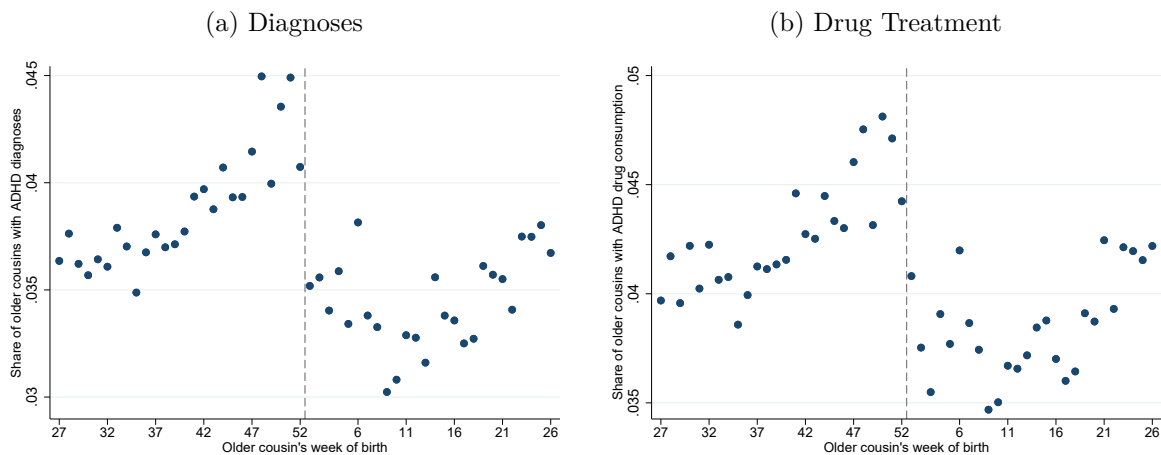 (a) Diagnoses
Share of older cousins with ADHD diagnoses
.045
.04
.035
.03
27 32 37 42 47 52 6 11 16 21 26
Older cousin's week of birth
(b) Drug Treatment
Share of older cousins with ADHD drug consumption
.05
.045
.04
.035
27 32 37 42 47 52 6 11 16 21 26
Older cousin's week of birth